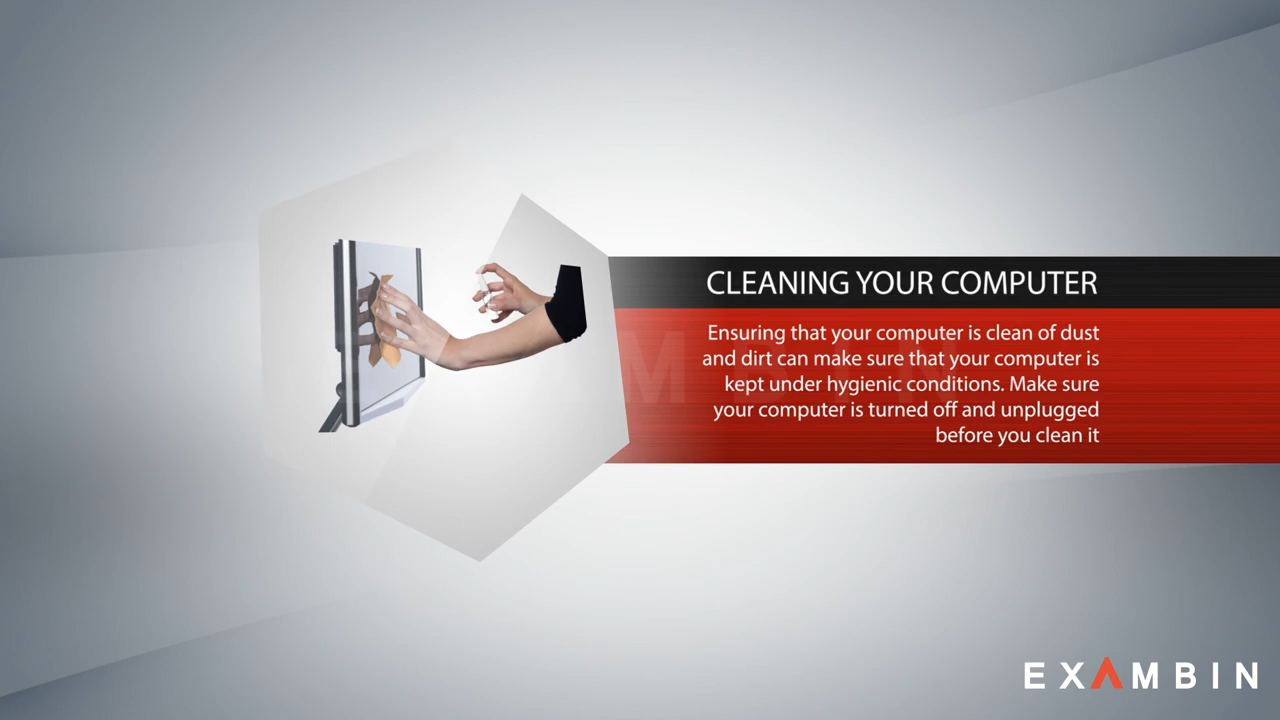 CLEANING YOUR COMPUTER
Ensuring that your computer is clean of dust
and dirt can make sure that your computer is
kept under hygienic conditions. Make sure
your computer is turned off and unplugged
before you clean it
EXAMBIN